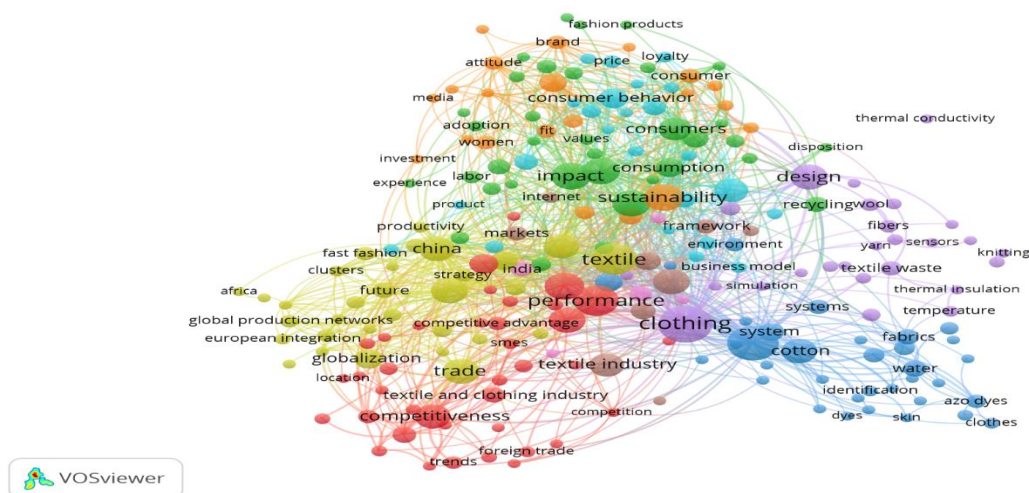 fashion products
brand
price
loyalty
attitude
consumer
media
consumer behavior
adoption
consumers
thermal conductivity
women
fit
values
disposition
investment
labor
consumption
experience
impact
design
product
internet
sustainability
recycling
wool
productivity
markets
framework
fibers
china
environment
yarn
sensors
knitting
fast fashion
textile
clusters
strategy
india
business model
textile waste
africa
future
simulation
thermal insulation
performance
global production networks
competitive advantage
clothing
systems
temperature
european integration
smes
system
fabrics
globalization
cotton
location
trade
textile industry
water
textile and clothing industry
identification
azo dyes
competitiveness
competition
dyes
skin
clothes
foreign trade
trends
VOSviewer